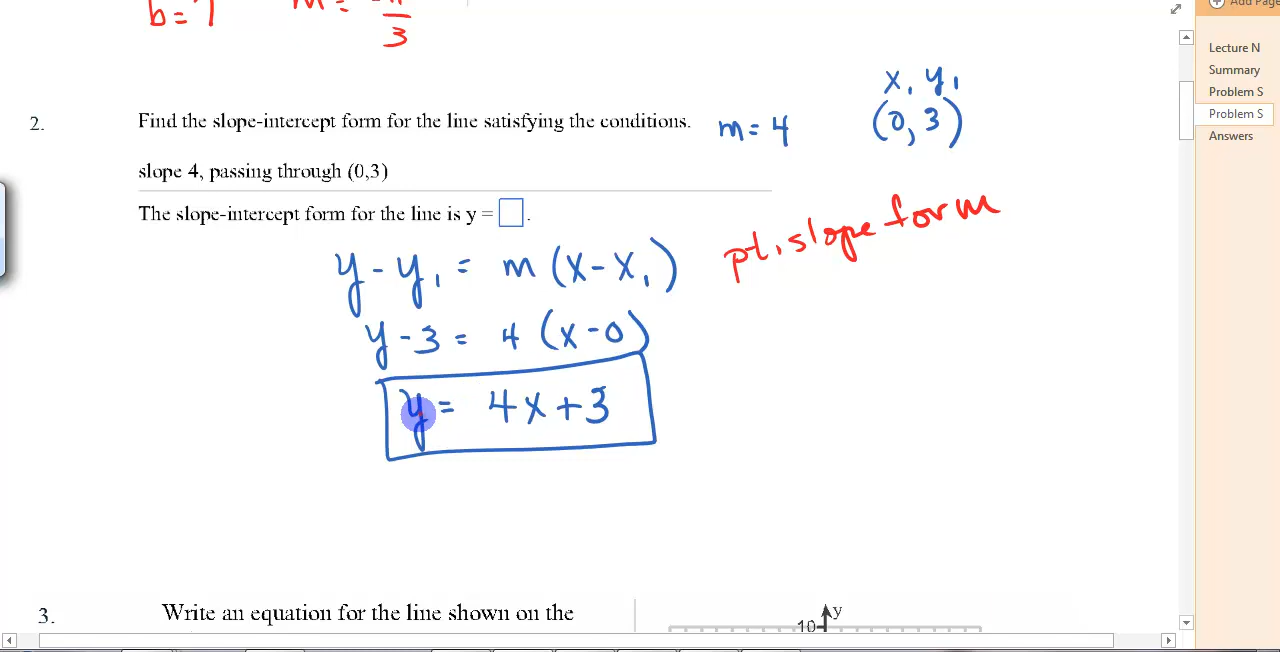 b = 7 m =
3
Add Page
Lecture N
Summary
Problem S
Problem S
Answers
2.
Find the slope-intercept form for the line satisfying the conditions.
m = 4
x₁ y₁
(0, 3)
slope 4, passing through (0,3)
The slope-intercept form for the line is y = .
pt. slope form
y - y₁ = m (x - x₁)
y - 3 = 4 (x - 0)
y = 4x + 3
3.
Write an equation for the line shown on the
10
y